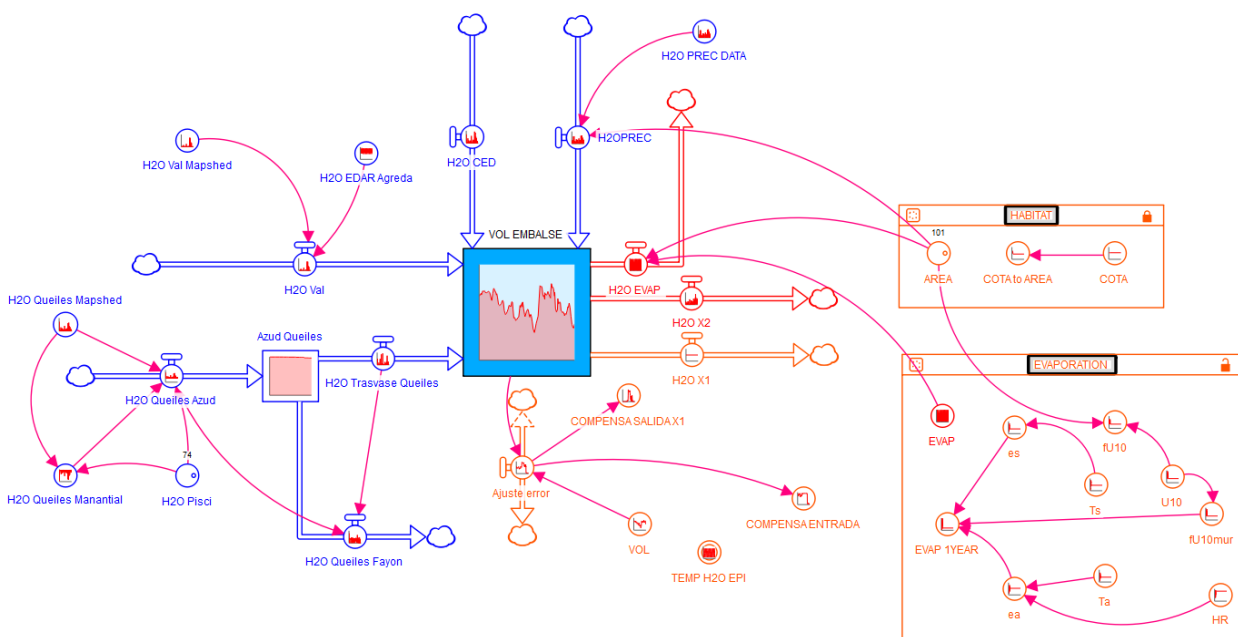 H2O PREC DATA
H2O Val Mapshed
H2O EDAR Agreda
H2O CED
H2OPREC
HABITAT
VOL EMBALSE
101
AREA
COTA to AREA
COTA
H2O Val
H2O EVAP
H2O Queiles Mapshed
H2O X2
Azud Queiles
EVAPORATION
H2O Trasvase Queiles
H2O X1
H2O Queiles Azud
COMPENSA SALIDA X1
EVAP
es
fU10
74
H2O Queiles Manantial
H2O Pisci
Ajuste error
COMPENSA ENTRADA
Ts
U10
VOL
EVAP 1YEAR
fU10mur
H2O Queiles Fayon
TEMP H2O EPI
ea
Ta
HR